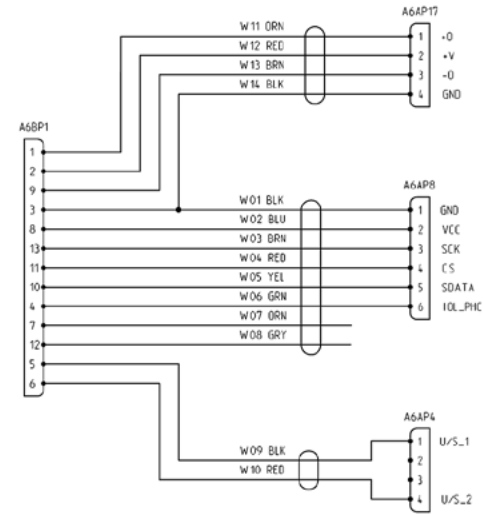 A6AP17
W11 ORN
1 +O
W12 RED
2 +V
W13 BRN
3 -O
W14 BLK
4 GND
A6BP1
1
2
9
3
8
13
11
10
4
7
12
5
6
A6AP8
W01 BLK
1 GND
W02 BLU
2 VCC
W03 BRN
3 SCK
W04 RED
4 CS
W05 YEL
5 SDATA
W06 GRN
6 IOL_PHC
W07 ORN
W08 GRY
A6AP4
1 U/S_1
W09 BLK
2
W10 RED
3
4 U/S_2